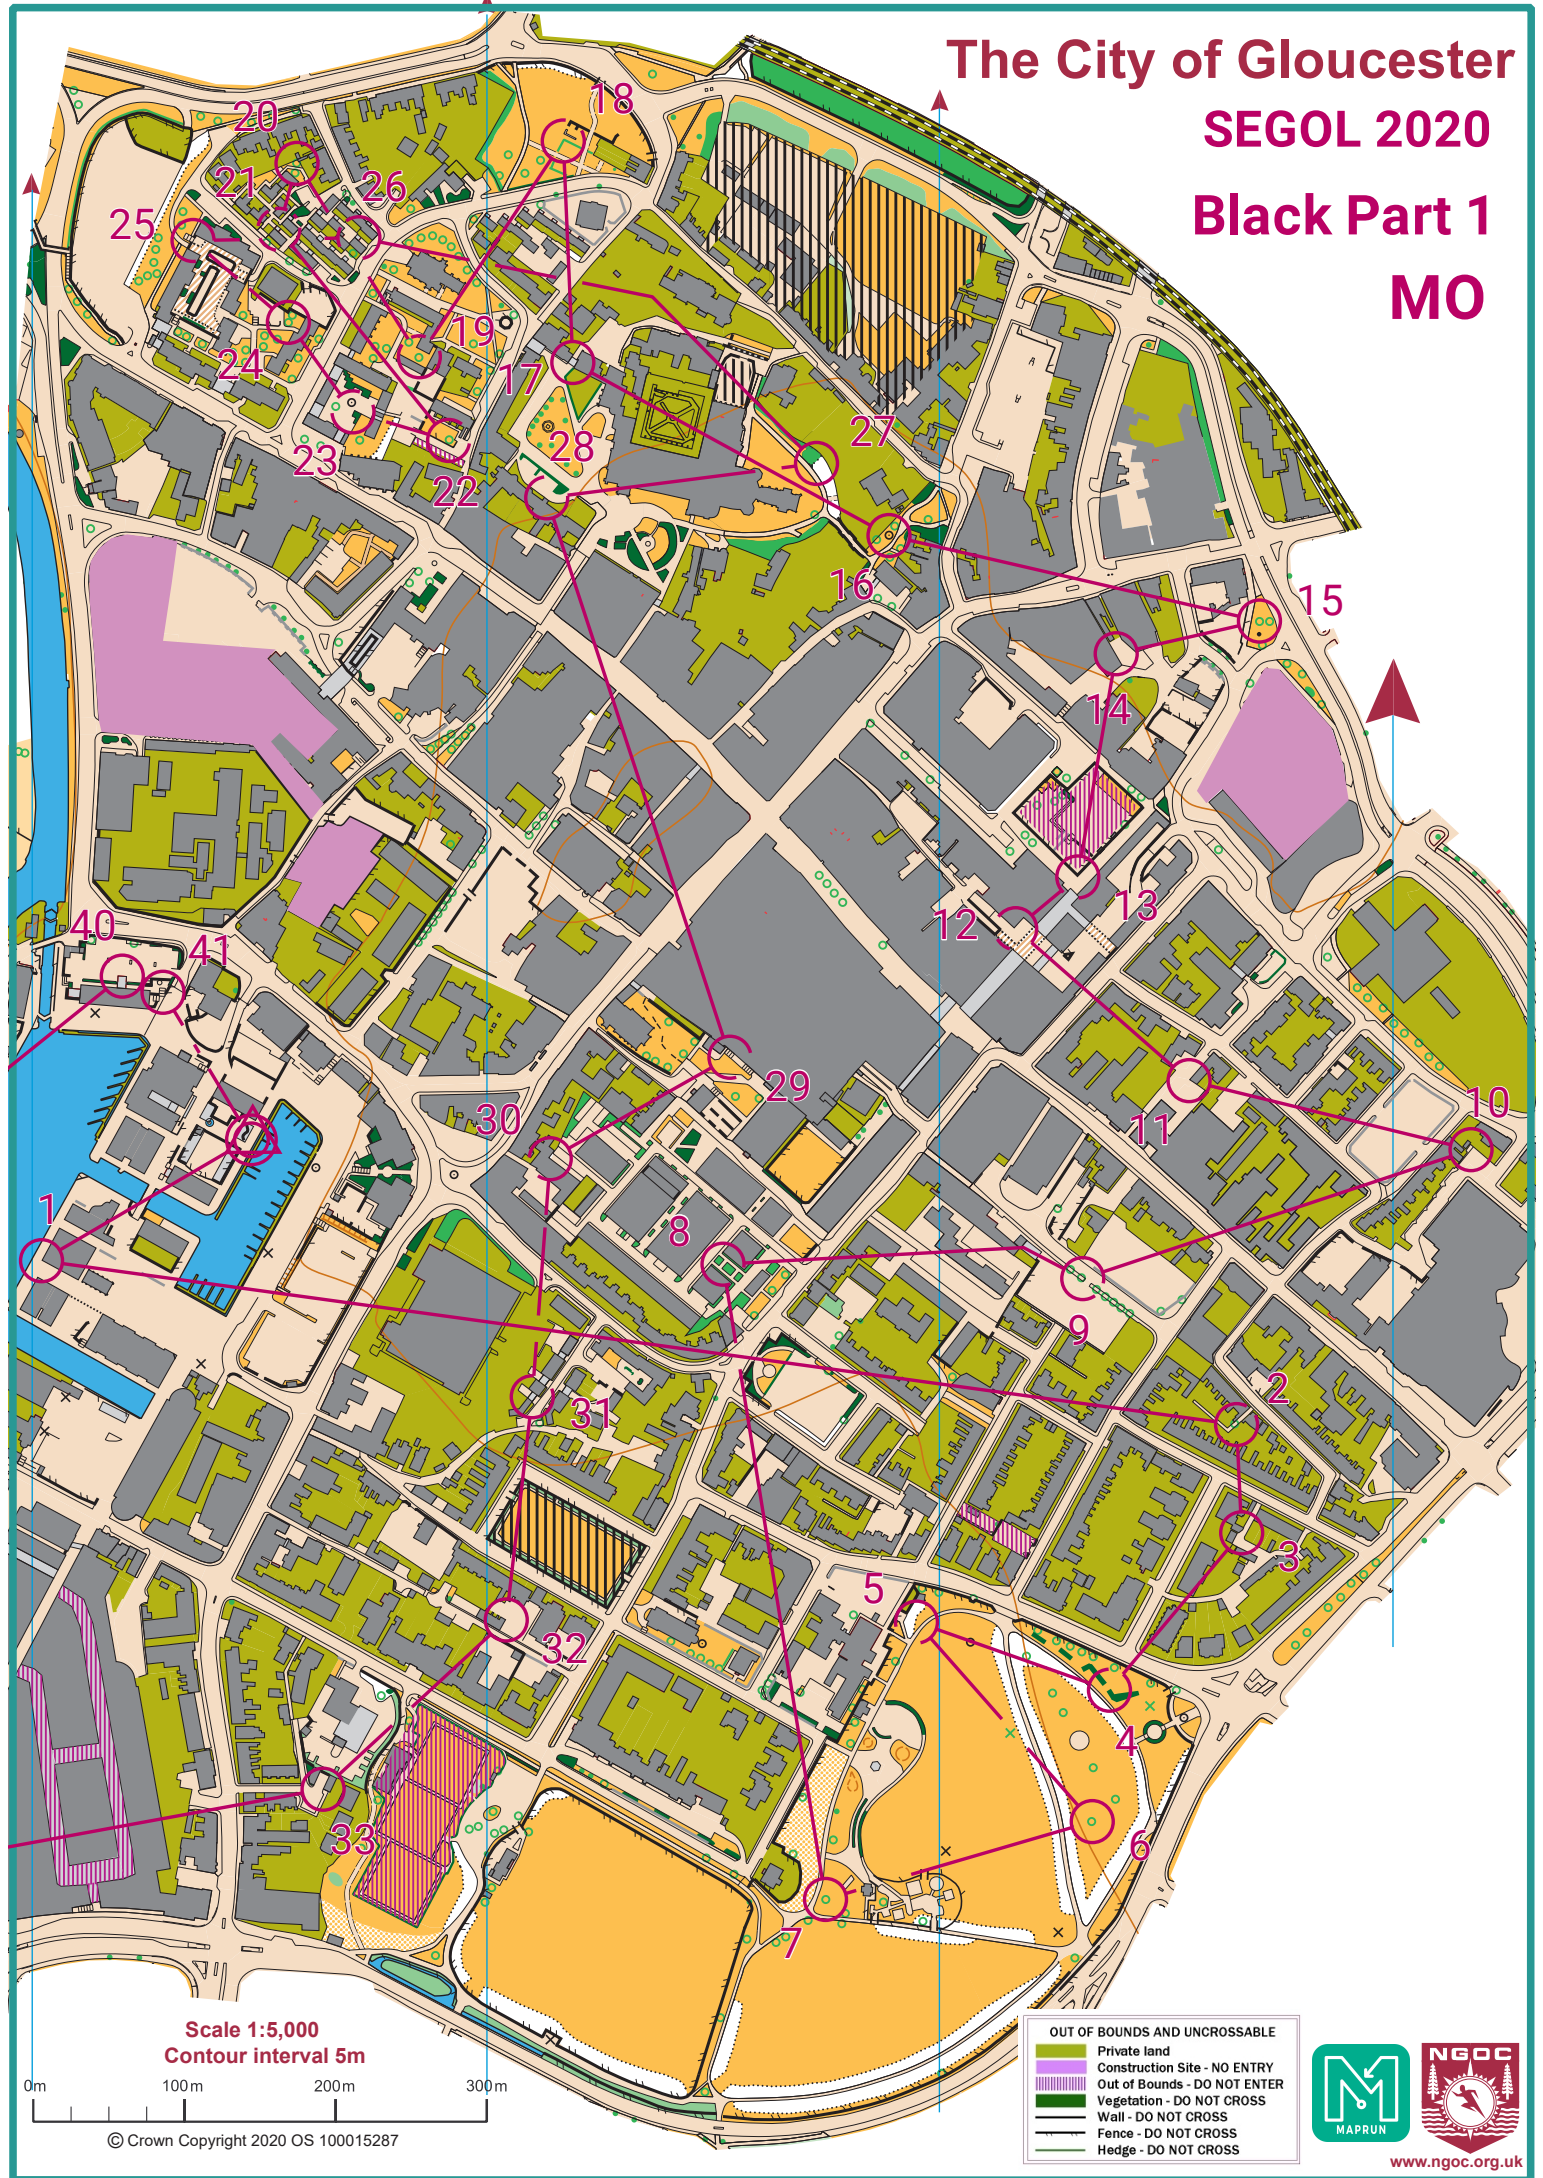 The City of Gloucester
SEGOL 2020
Black Part 1
MO
18
20
21
26
25
19
24
17
27
28
23
22
16
15
14
13
12
40
41
29
11
10
30
1
8
9
2
31
3
5
32
4
6
33
7
Scale 1:5,000
Contour interval 5m
0m 100m 200m 300m
© Crown Copyright 2020 OS 100015287
OUT OF BOUNDS AND UNCROSSABLE
Private land
Construction Site - NO ENTRY
Out of Bounds - DO NOT ENTER
Vegetation - DO NOT CROSS
Wall - DO NOT CROSS
Fence - DO NOT CROSS
Hedge - DO NOT CROSS
MAPRUN
NGOC
www.ngoc.org.uk